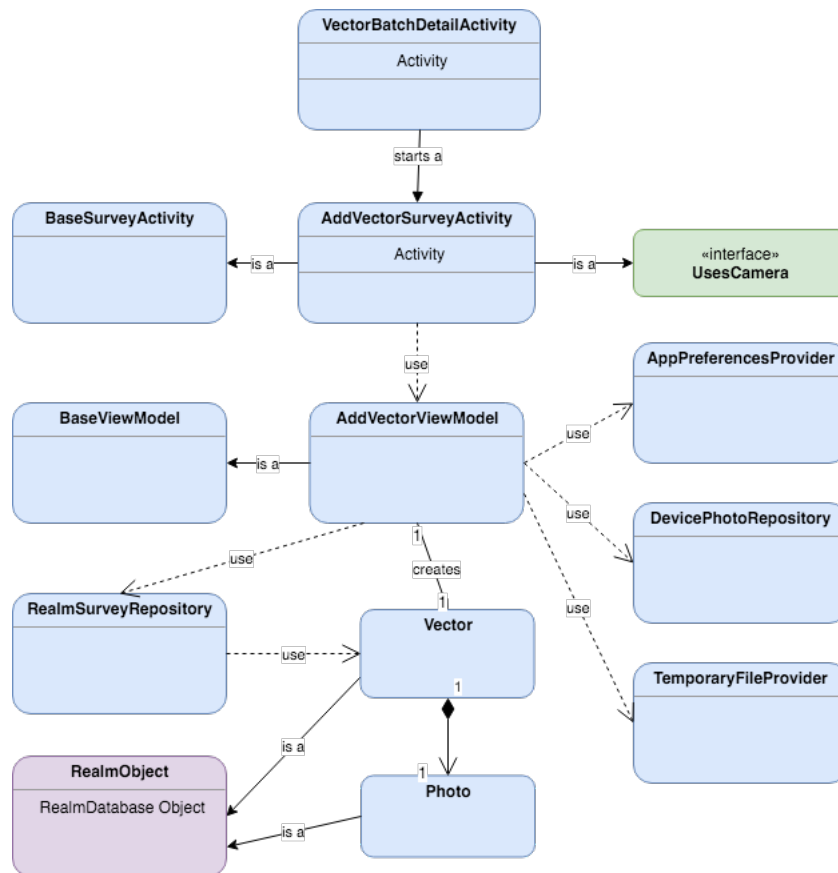 VectorBatchDetailActivity
Activity
starts a
BaseSurveyActivity
AddVectorSurveyActivity
Activity
is a
is a
«interface»
UsesCamera
use
AppPreferencesProvider
BaseViewModel
AddVectorViewModel
is a
use
use
DevicePhotoRepository
1
use
creates
1
use
RealmSurveyRepository
use
Vector
1
TemporaryFileProvider
is a
RealmObject
RealmDatabase Object
1
Photo
is a